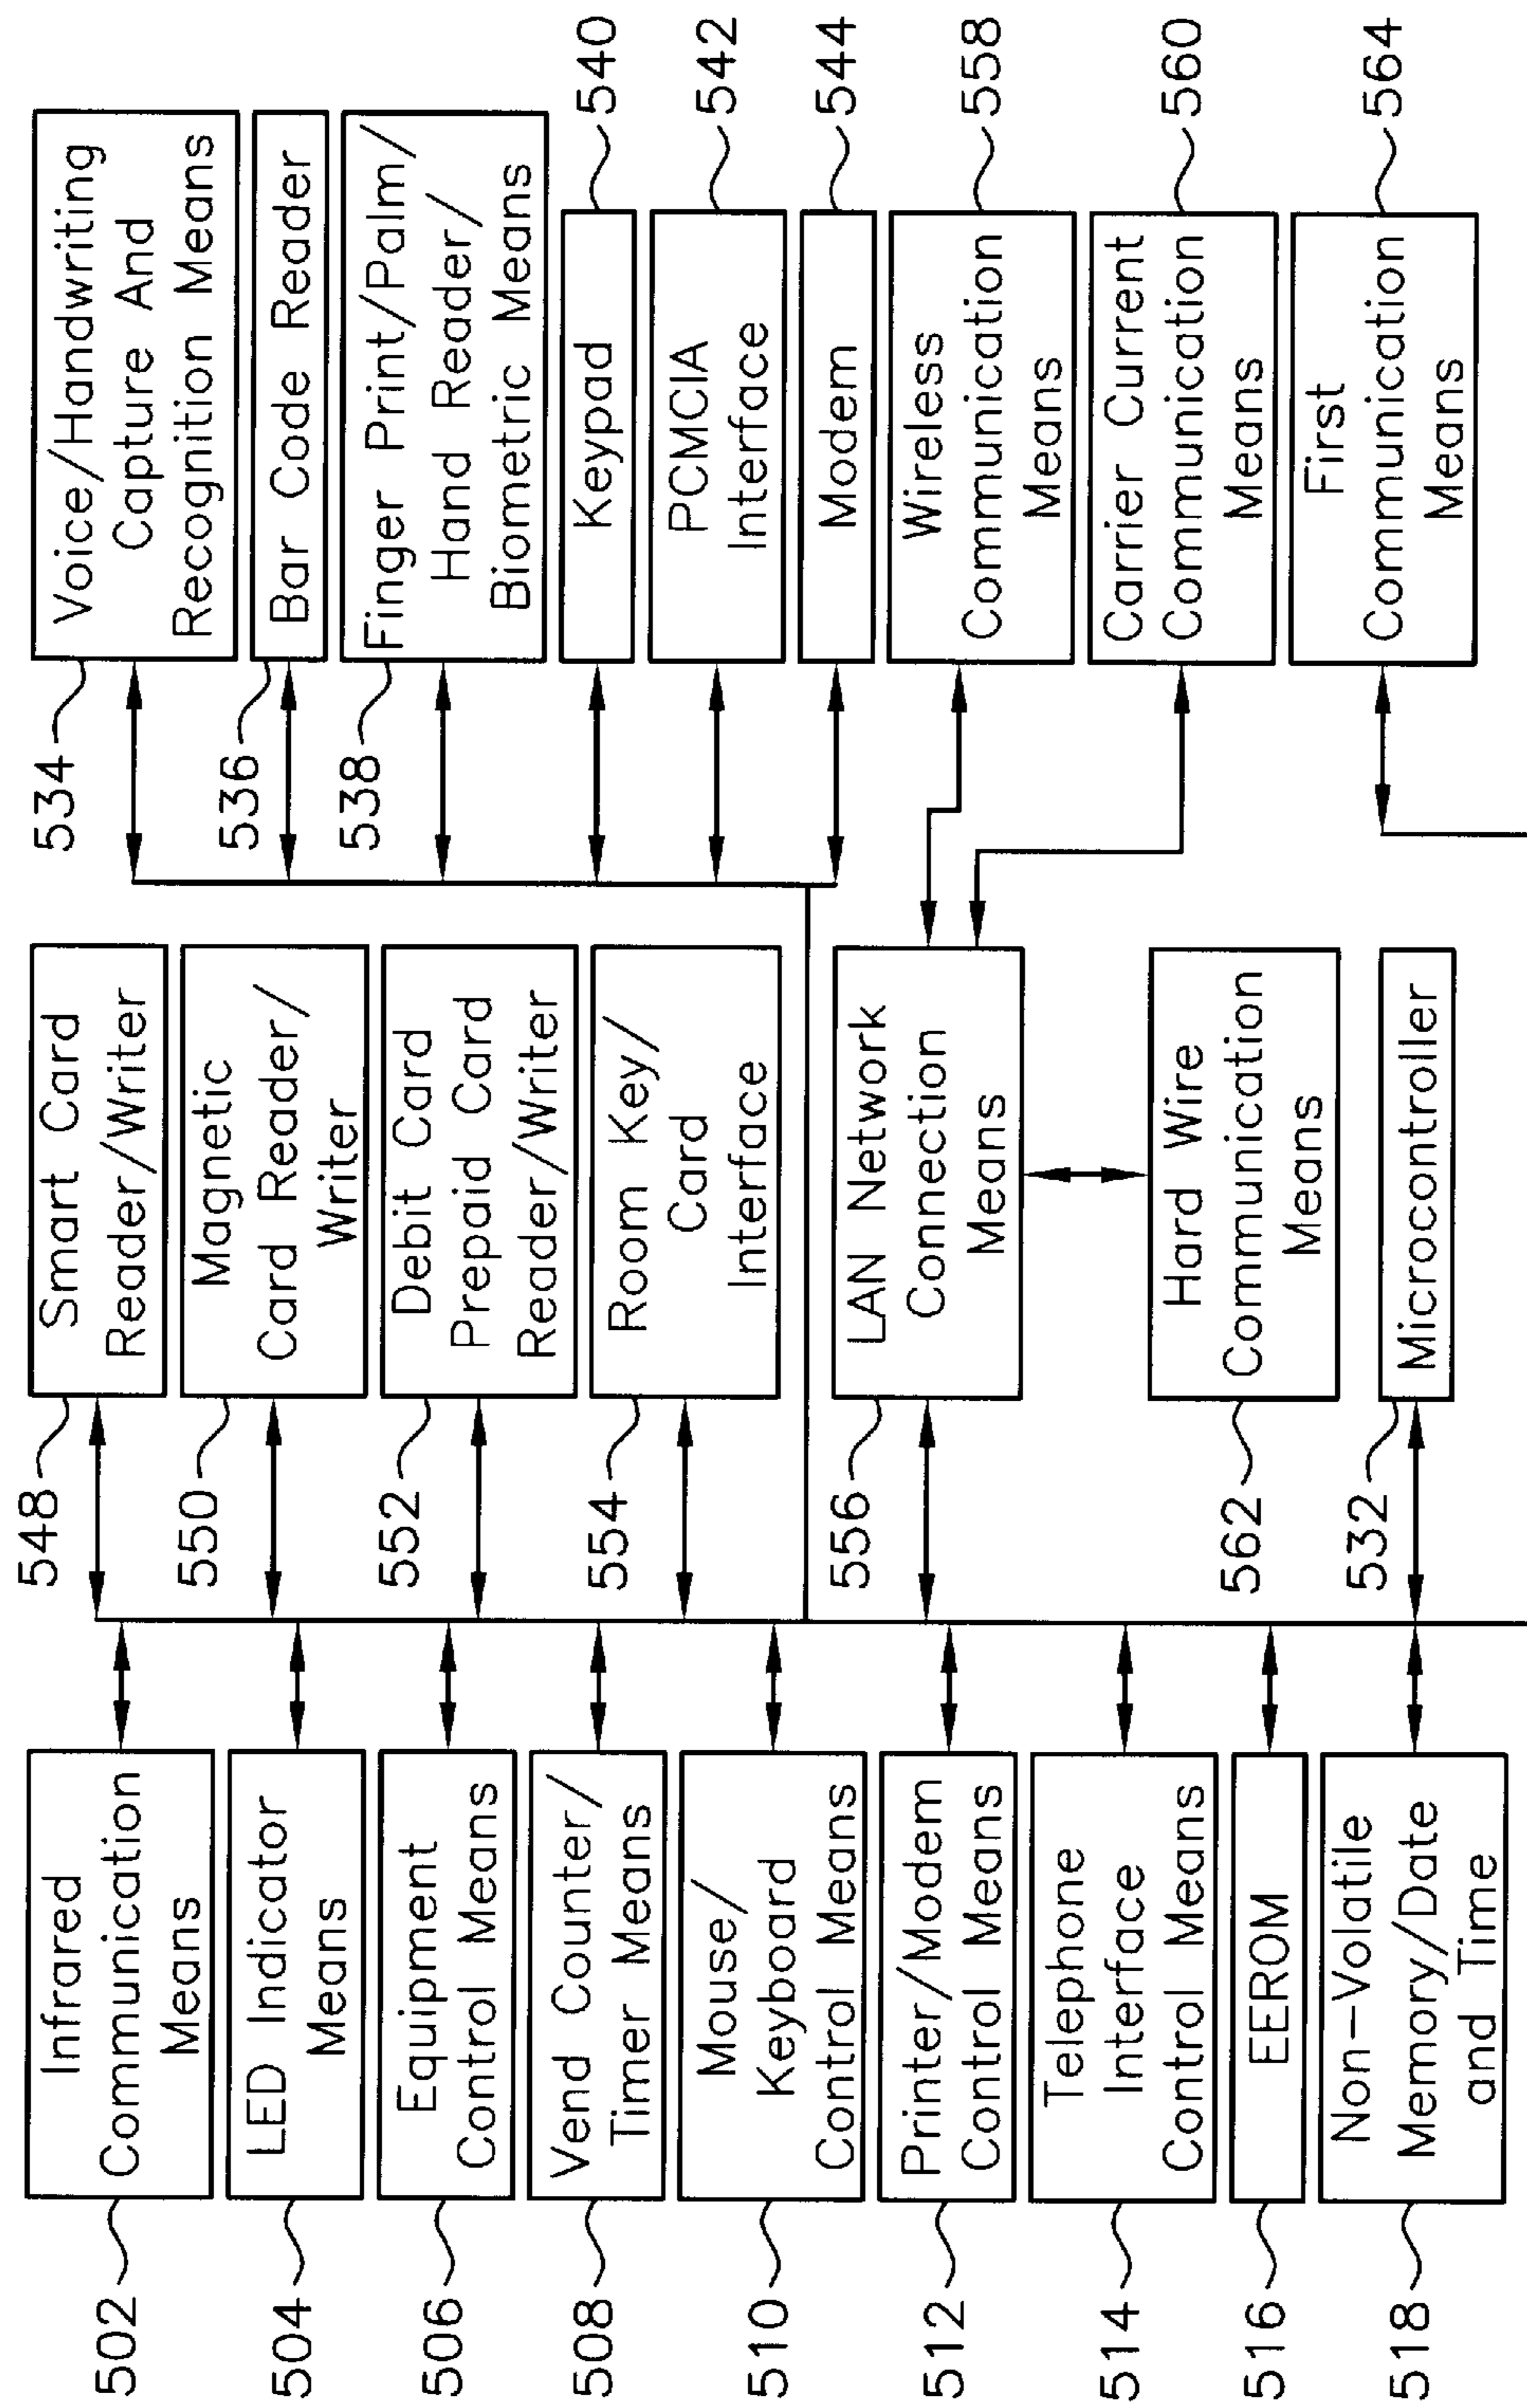 502
Infrared
Communication
Means
504
LED Indicator
Means
506
Equipment
Control Means
508
Vend Counter/
Timer Means
510
Mouse/
Keyboard
Control Means
512
Printer/Modem
Control Means
514
Telephone
Interface
Control Means
516
EEROM
518
Non-Volatile
Memory/Date
and Time
548
Smart Card
Reader/Writer
550
Magnetic
Card Reader/
Writer
552
Debit Card
Prepaid Card
Reader/Writer
554
Room Key/
Card
Interface
556
LAN Network
Connection
Means
562
Hard Wire
Communication
Means
532
Microcontroller
534
Voice/Handwriting
Capture And
Recognition Means
536
Bar Code Reader
538
Finger Print/Palm/
Hand Reader/
Biometric Means
Keypad
540
PCMCIA
Interface
542
Modem
544
Wireless
Communication
Means
558
Carrier Current
Communication
Means
560
First
Communication
Means
564